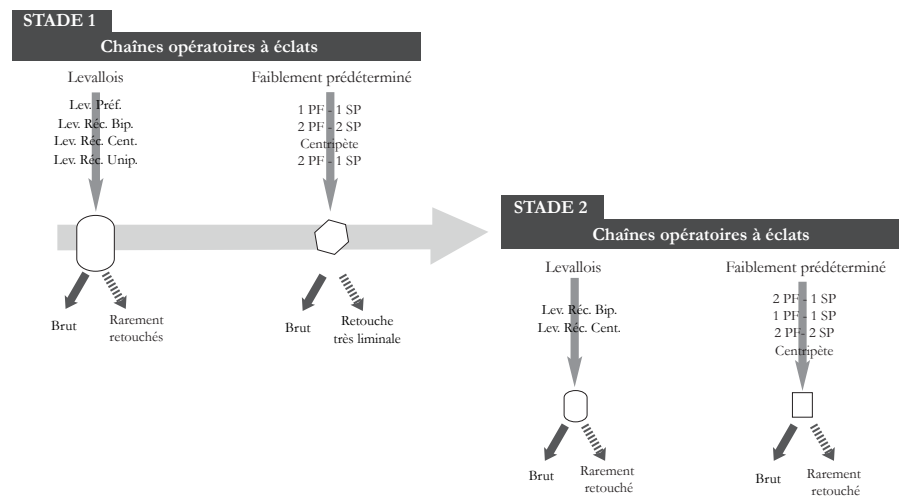 STADE 1
Chaînes opératoires à éclats
Levallois
Lev. Préf.
Lev. Réc. Bip.
Lev. Réc. Cent.
Lev. Réc. Unip.
Faiblement prédéterminé
1 PF - 1 SP
2 PF - 2 SP
Centripète
2 PF - 1 SP
Brut
Rarement
retouchés
Brut
Retouche
très liminale
STADE 2
Chaînes opératoires à éclats
Levallois
Lev. Réc. Bip.
Lev. Réc. Cent.
Faiblement prédéterminé
2 PF - 1 SP
1 PF - 1 SP
2 PF- 2 SP
Centripète
Brut
Rarement
retouché
Brut
Rarement
retouché